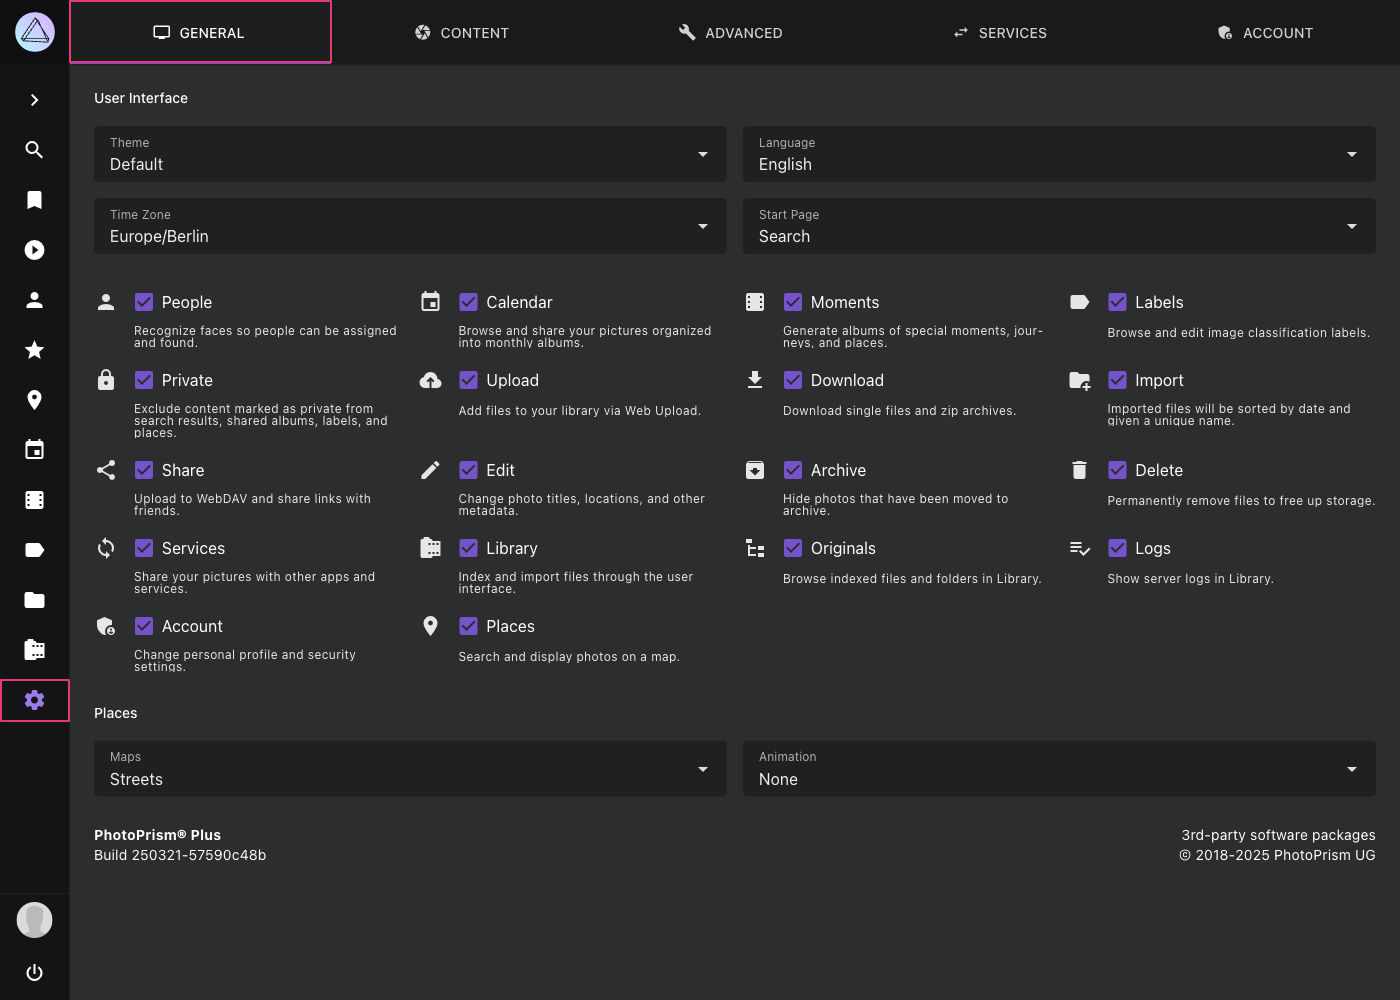 GENERAL
CONTENT
ADVANCED
SERVICES
ACCOUNT
User Interface
Theme
Default
Language
English
Time Zone
Europe/Berlin
Start Page
Search
People
Recognize faces so people can be assigned
and found.
Calendar
Browse and share your pictures organized
into monthly albums.
Moments
Generate albums of special moments, jour-
neys, and places.
Labels
Browse and edit image classification labels.
Private
Exclude content marked as private from
search results, shared albums, labels, and
places.
Upload
Add files to your library via Web Upload.
Download
Download single files and zip archives.
Import
Imported files will be sorted by date and
given a unique name.
Share
Upload to WebDAV and share links with
friends.
Edit
Change photo titles, locations, and other
metadata.
Archive
Hide photos that have been moved to
archive.
Delete
Permanently remove files to free up storage.
Services
Share your pictures with other apps and
services.
Library
Index and import files through the user
interface.
Originals
Browse indexed files and folders in Library.
Logs
Show server logs in Library.
Account
Change personal profile and security
settings.
Places
Search and display photos on a map.
Places
Maps
Streets
Animation
None
PhotoPrism® Plus
Build 250321-57590c48b
3rd-party software packages
© 2018-2025 PhotoPrism UG